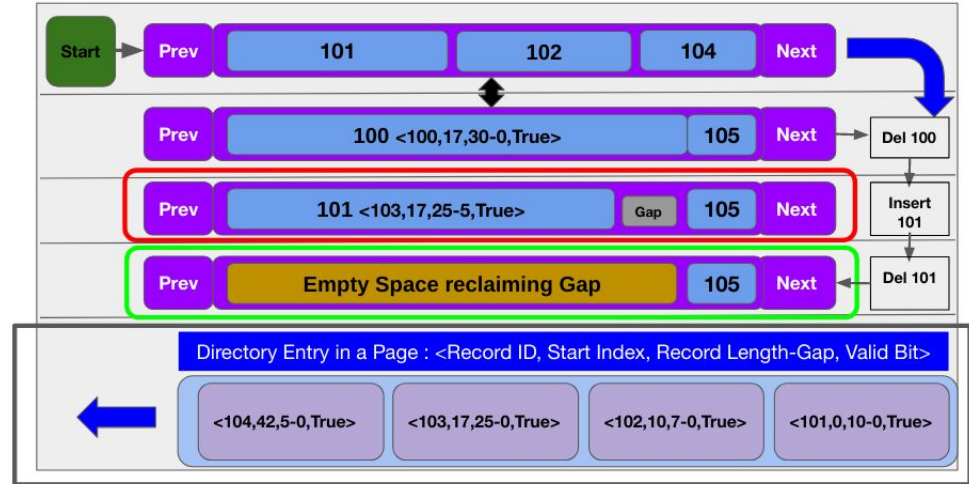 Start
Prev
101
102
104
Next
Prev
100 <100,17,30-0,True>
105
Next
Del 100
Prev
101 <103,17,25-5,True>
Gap
105
Next
Insert
101
Prev
Empty Space reclaiming Gap
105
Next
Del 101
Directory Entry in a Page : <Record ID, Start Index, Record Length-Gap, Valid Bit>
<104,42,5-0,True>
<103,17,25-0,True>
<102,10,7-0,True>
<101,0,10-0,True>